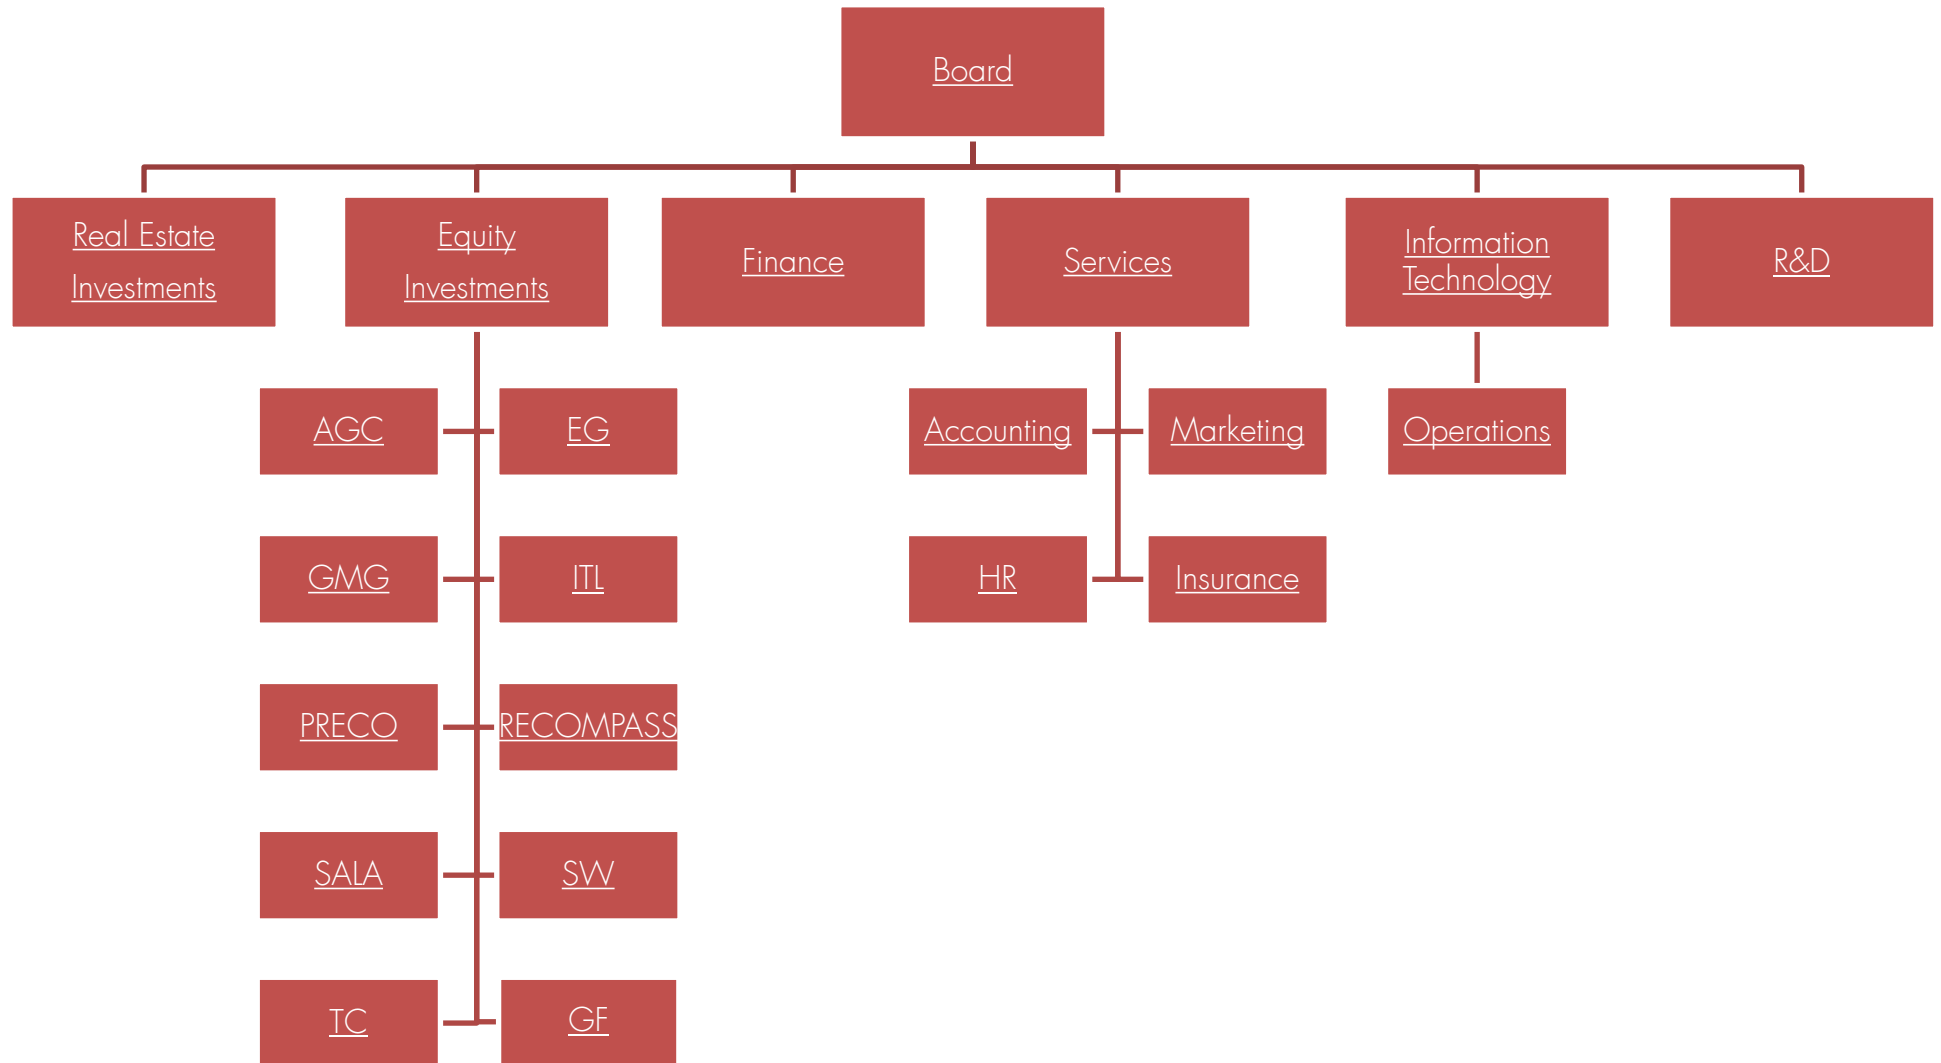 Board
Real Estate
Investments
Equity
Investments
Finance
Services
Information
Technology
R&D
AGC
EG
Accounting
Marketing
Operations
GMG
ITL
HR
Insurance
PRECO
RECOMPASS
SALA
SW
TC
GF